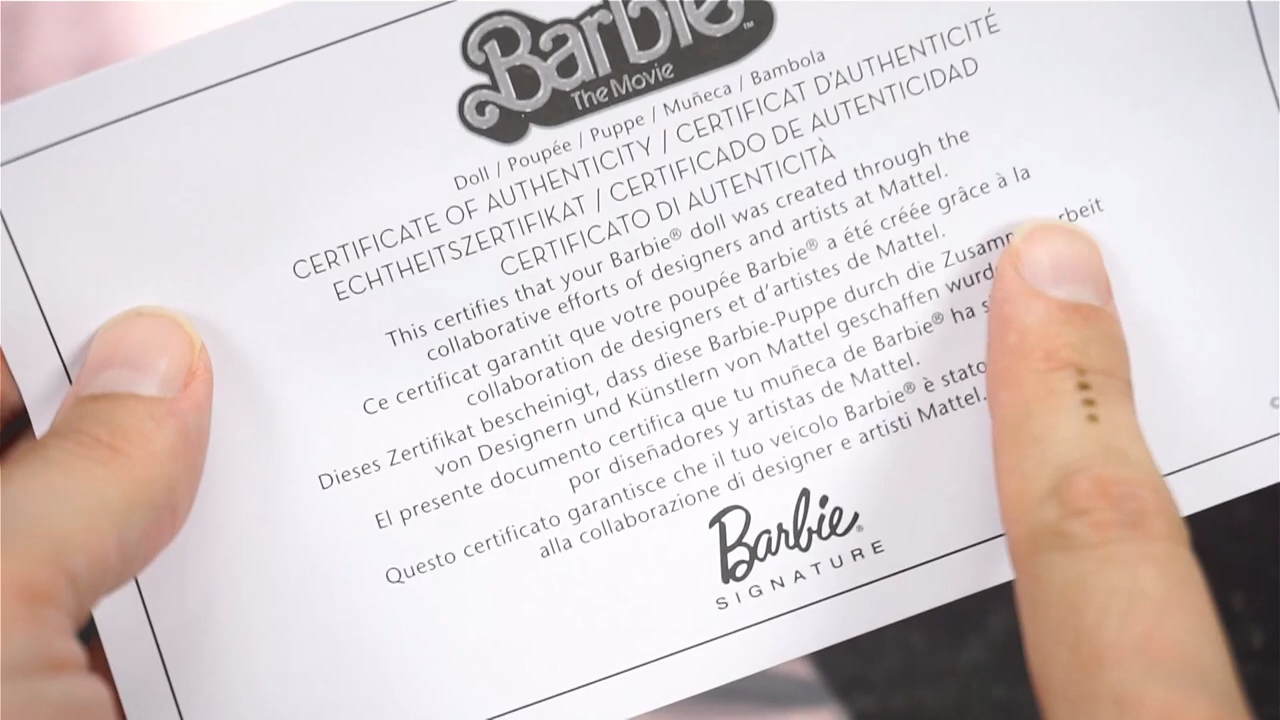 Barbie™
The Movie
Doll / Poupée / Puppe / Muñeca / Bambola
CERTIFICATE OF AUTHENTICITY / CERTIFICAT D'AUTHENTICITÉ
ECHTHEITSZERTIFIKAT / CERTIFICADO DE AUTENTICIDAD
CERTIFICATO DI AUTENTICITÀ
This certifies that your Barbie® doll was created through the
collaborative efforts of designers and artists at Mattel.
Ce certificat garantit que votre poupée Barbie® a été créée grâce à la
collaboration de designers et d'artistes de Mattel.
Dieses Zertifikat bescheinigt, dass diese Barbie-Puppe durch die
von Designern und Künstlern von Mattel geschaffen
El presente documento certifica que tu muñeca de Barbie® ha
por diseñadores y artistas de Mattel.
Questo certificato garantisce che il tuo veicolo Barbie® è stato
alla collaborazione di designer e artisti Mattel.
Barbie®
SIGNATURE